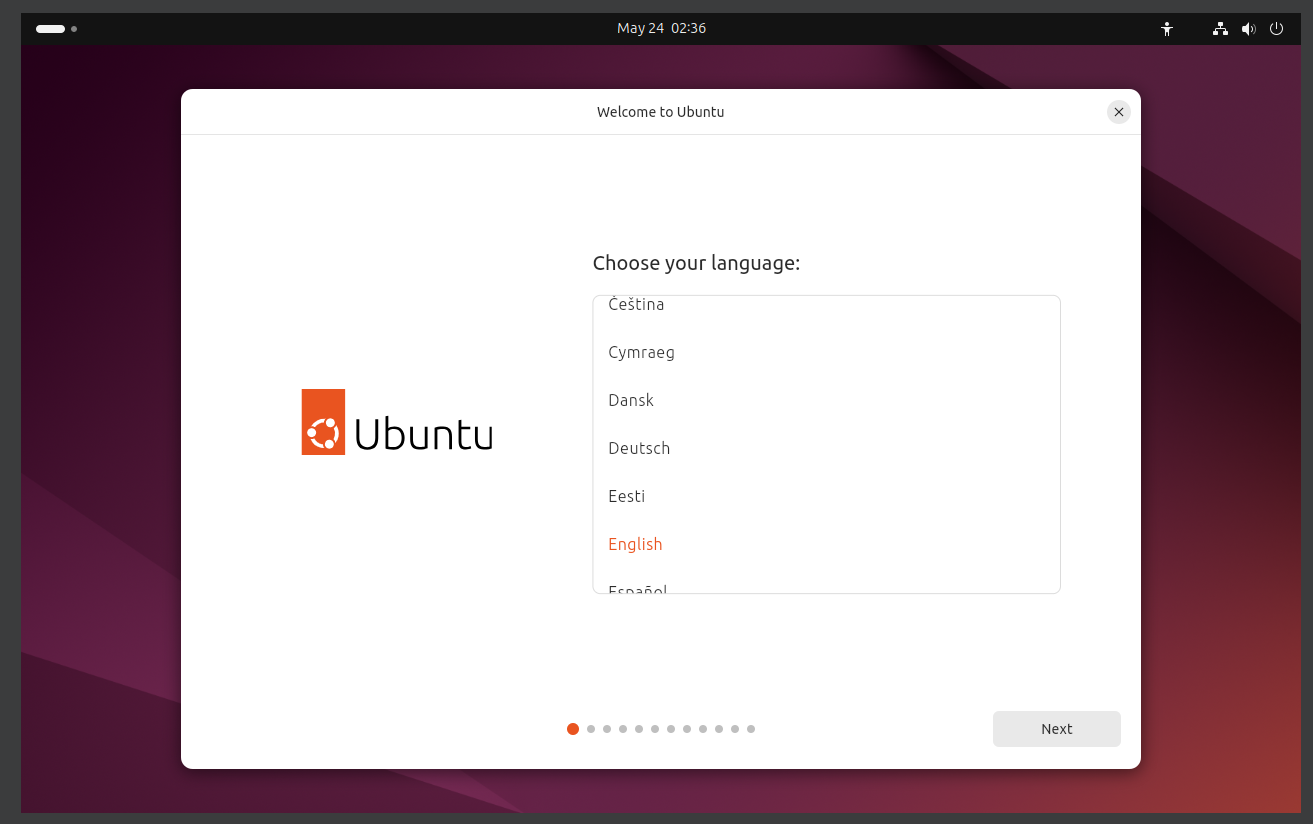 May 24 02:36
Welcome to Ubuntu
Choose your language:
Čeština
Cymraeg
Dansk
Deutsch
Eesti
English
Español
Ubuntu
Next